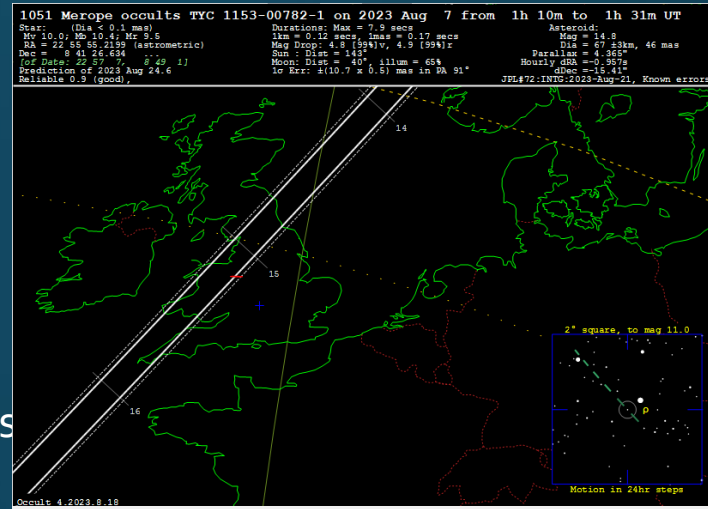 1051 Merope occults TYC 1153-00782-1 on 2023 Aug  7 from  1h 10m to  1h 31m UT
Star:   (Dia < 0.1 mas)
Mv 10.0; Mb 10.4; Mr 9.5
RA = 22 55 55.2199 (astrometric)
Dec =   8 41 26.634   ...
[of Date: 22 57  7,   8 49  1]
Prediction of 2023 Aug 24.6
Reliable 0.9 (good),
Durations: Max = 7.9 secs
1km = 0.12 secs, 1mas = 0.17 secs
Mag Drop: 4.8 [99%]v, 4.9 [99%]r
Sun : Dist = 143°
Moon: Dist =  40°, illum = 65%
1σ Err: ±(10.7 x 0.5) mas in PA 91°
Asteroid:
Mag = 14.8
Dia = 67 ±3km, 46 mas
Parallax = 4.365"
Hourly dRA =-0.957s
dDec =-15.41"
JPL#72:INTG:2023-Aug-21, Known errors
14
15
16
2° square, to mag 11.0
ρ
Motion in 24hr steps
s
Occult 4.2023.8.18